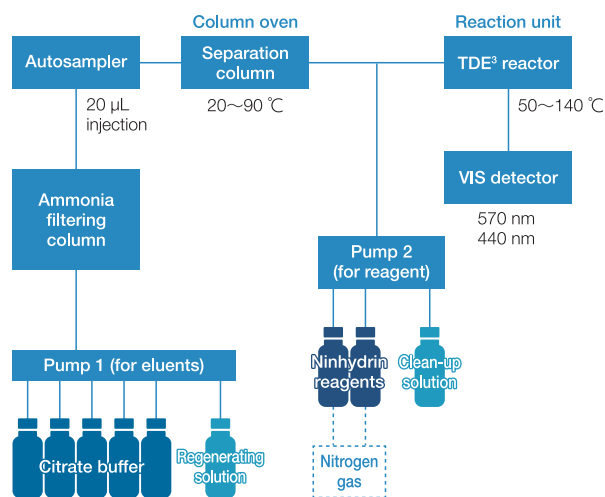 Column oven
Reaction unit
Autosampler
Separation
column
TDE³ reactor
20 µL
injection
20～90 ℃
50～140 ℃
Ammonia
filtering
column
VIS detector
570 nm
440 nm
Pump 2
(for reagent)
Pump 1 (for eluents)
Ninhydrin
reagents
Clean-up
solution
Citrate buffer
Regenerating
solution
Nitrogen
gas